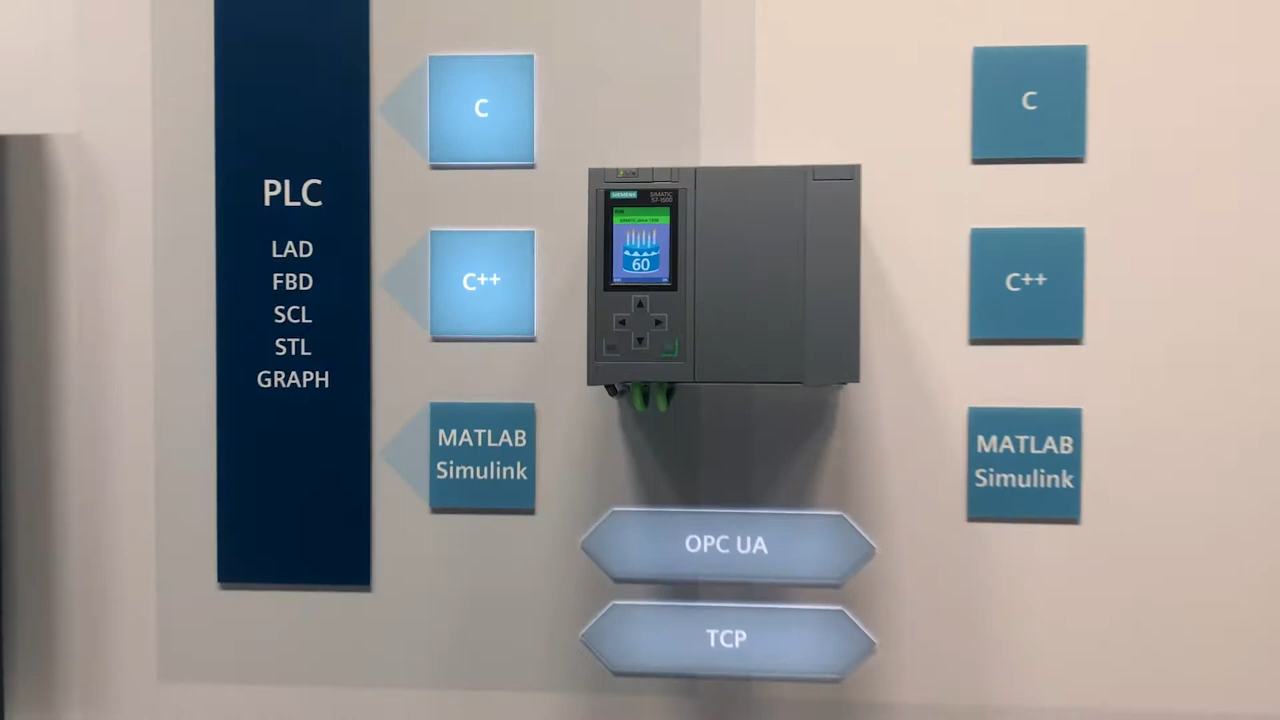 PLC
LAD
FBD
SCL
STL
GRAPH
C
C++
MATLAB
Simulink
SIEMENS
SIMATIC
S7-1500
60
OPC UA
TCP
C
C++
MATLAB
Simulink